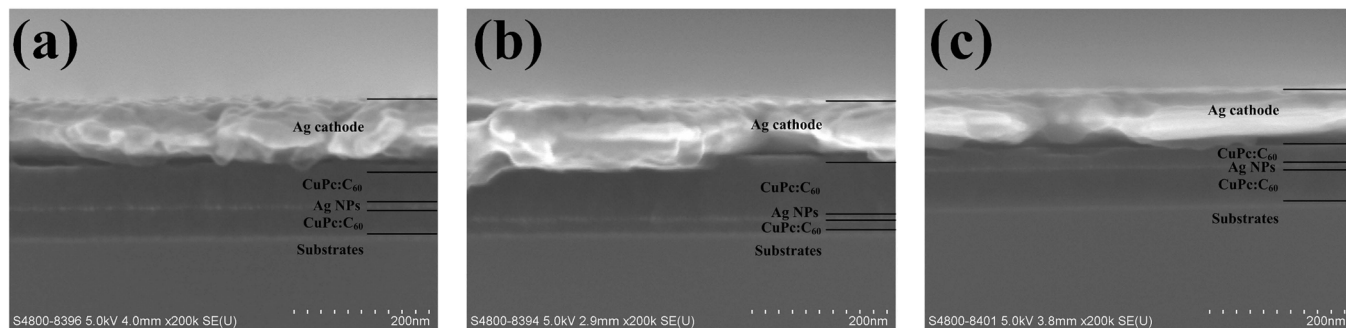 (a)
Ag cathode
CuPc:C₆₀
Ag NPs
CuPc:C₆₀
Substrates
S4800-8396 5.0kV 4.0mm x200k SE(U)
200nm
(b)
Ag cathode
CuPc:C₆₀
Ag NPs
CuPc:C₆₀
Substrates
S4800-8394 5.0kV 2.9mm x200k SE(U)
200nm
(c)
Ag cathode
CuPc:C₆₀
Ag NPs
CuPc:C₆₀
Substrates
S4800-8401 5.0kV 3.8mm x200k SE(U)
200nm